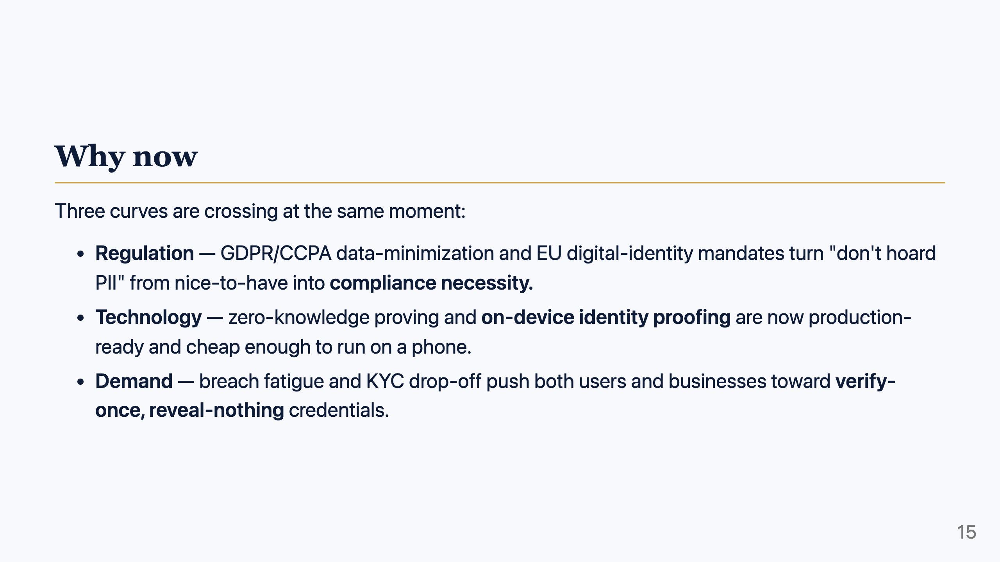 Why now
Three curves are crossing at the same moment:
• Regulation — GDPR/CCPA data-minimization and EU digital-identity mandates turn "don't hoard
PII" from nice-to-have into compliance necessity.
• Technology — zero-knowledge proving and on-device identity proofing are now production-
ready and cheap enough to run on a phone.
• Demand — breach fatigue and KYC drop-off push both users and businesses toward verify-
once, reveal-nothing credentials.
15